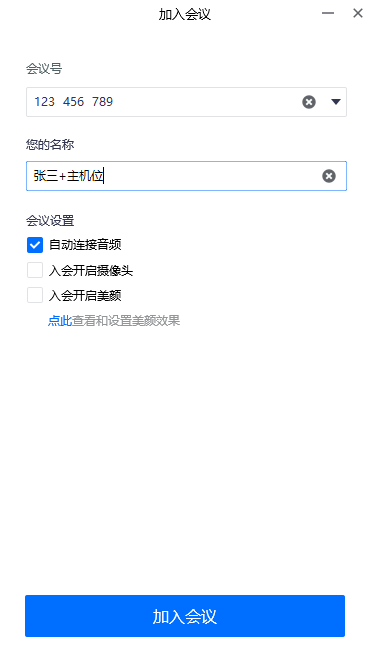 加入会议
会议号
123 456 789
您的名称
张三+主机位
会议设置
自动连接音频
入会开启摄像头
入会开启美颜
点此查看和设置美颜效果
加入会议